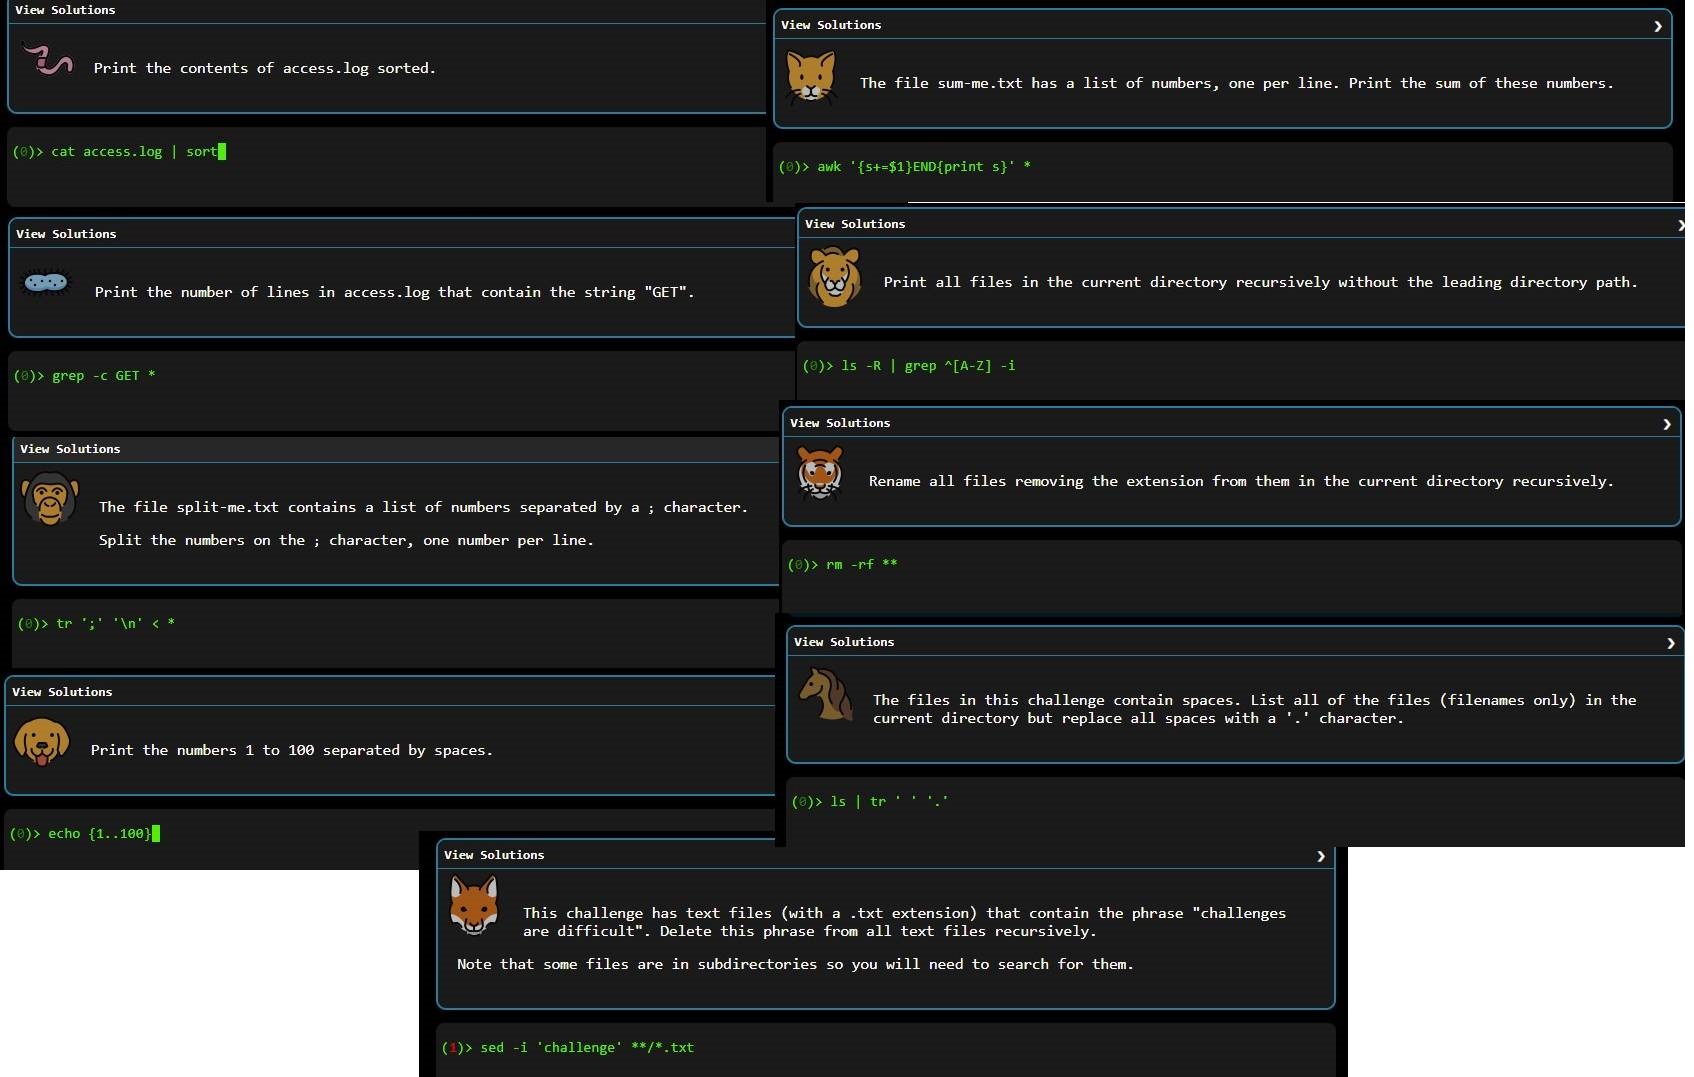 View Solutions
Print the contents of access.log sorted.
(0)> cat access.log | sort
View Solutions
Print the number of lines in access.log that contain the string "GET".
(0)> grep -c GET *
View Solutions
The file split-me.txt contains a list of numbers separated by a ; character.
Split the numbers on the ; character, one number per line.
(0)> tr ';' '\n' < *
View Solutions
Print the numbers 1 to 100 separated by spaces.
(0)> echo {1..100}
View Solutions ❯
The file sum-me.txt has a list of numbers, one per line. Print the sum of these numbers.
(0)> awk '{s+=$1}END{print s}' *
View Solutions ❯
Print all files in the current directory recursively without the leading directory path.
(0)> ls -R | grep ^[A-Z] -i
View Solutions ❯
Rename all files removing the extension from them in the current directory recursively.
(0)> rm -rf **
View Solutions ❯
The files in this challenge contain spaces. List all of the files (filenames only) in the
current directory but replace all spaces with a '.' character.
(0)> ls | tr ' ' '.'
View Solutions ❯
This challenge has text files (with a .txt extension) that contain the phrase "challenges
are difficult". Delete this phrase from all text files recursively.
Note that some files are in subdirectories so you will need to search for them.
(1)> sed -i 'challenge' **/*.txt